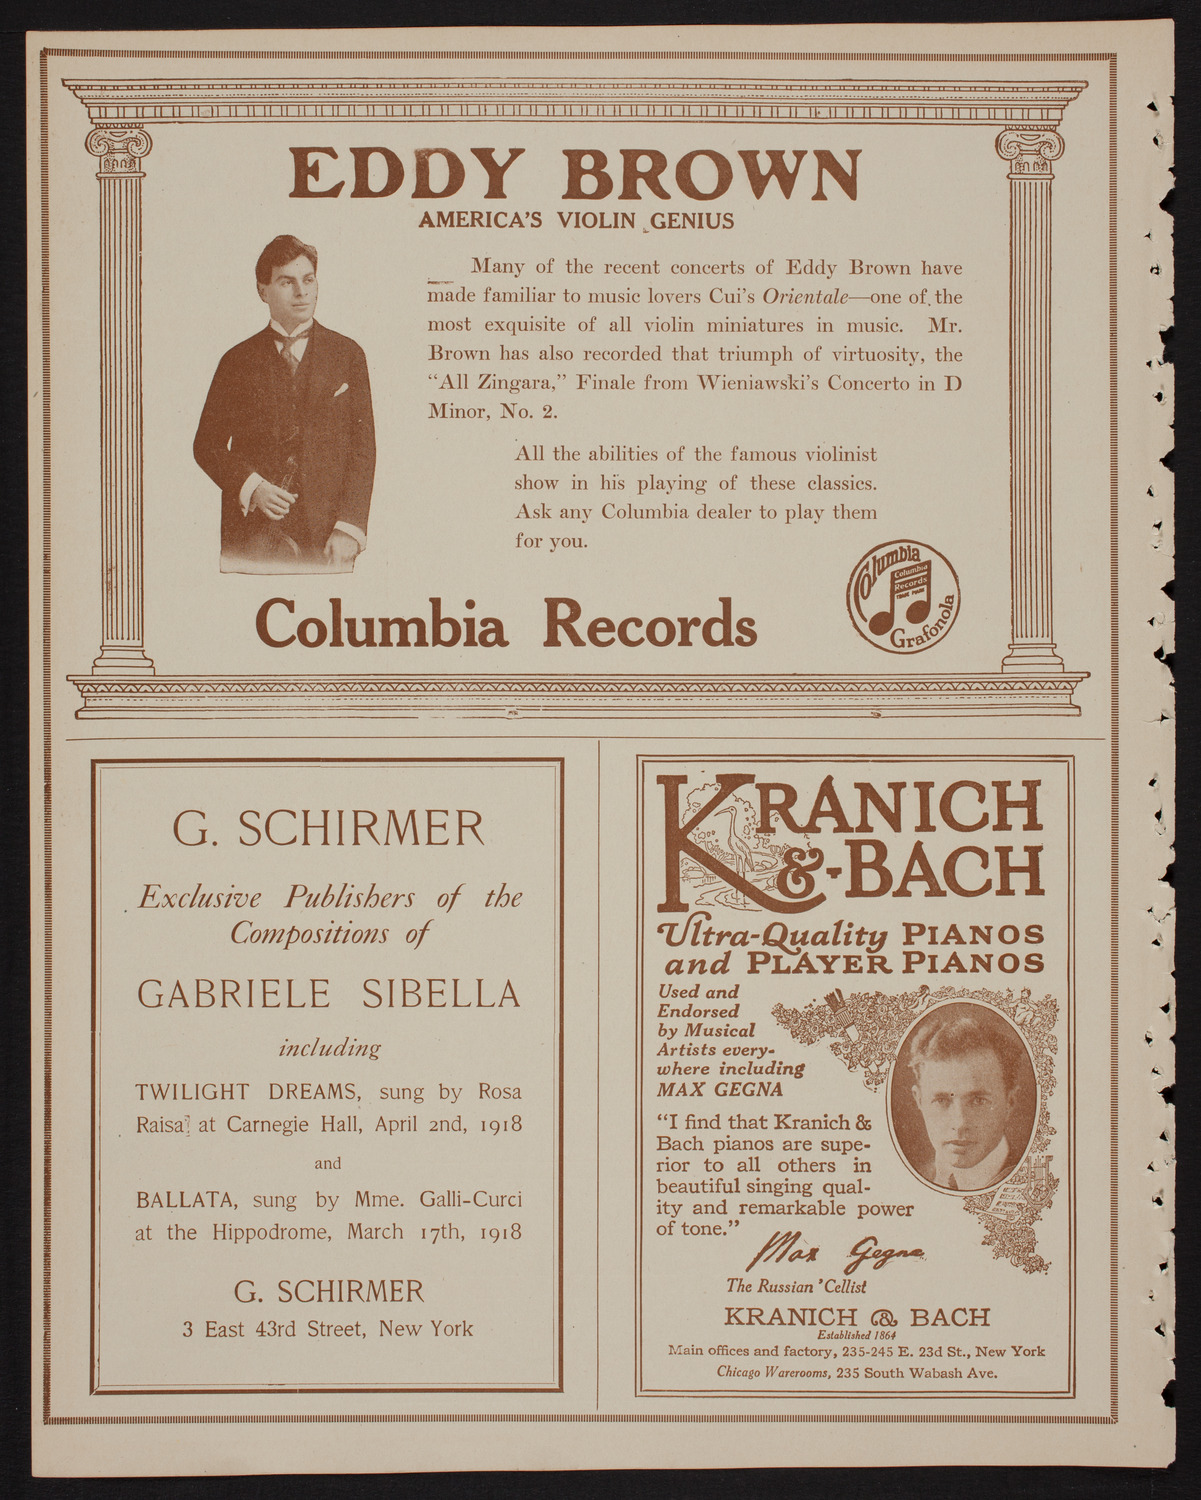 EDDY BROWN
AMERICA'S VIOLIN GENIUS
Many of the recent concerts of Eddy Brown have
made familiar to music lovers Cui's Orientale—one of the
most exquisite of all violin miniatures in music. Mr.
Brown has also recorded that triumph of virtuosity, the
"All Zingara," Finale from Wieniawski's Concerto in D
Minor, No. 2.
All the abilities of the famous violinist
show in his playing of these classics.
Ask any Columbia dealer to play them
for you.
Columbia Records
Columbia
Columbia
Records
TRADE MARK
Grafonola
G. SCHIRMER
Exclusive Publishers of the
Compositions of
GABRIELE SIBELLA
including
TWILIGHT DREAMS, sung by Rosa
Raisa at Carnegie Hall, April 2nd, 1918
and
BALLATA, sung by Mme. Galli-Curci
at the Hippodrome, March 17th, 1918
G. SCHIRMER
3 East 43rd Street, New York
KRANICH
&-BACH
Ultra-Quality PIANOS
and PLAYER PIANOS
Used and
Endorsed
by Musical
Artists every-
where including
MAX GEGNA
"I find that Kranich &
Bach pianos are supe-
rior to all others in
beautiful singing qual-
ity and remarkable power
of tone."
Max Gegna
The Russian 'Cellist
KRANICH & BACH
Established 1864
Main offices and factory, 235-245 E. 23d St., New York
Chicago Warerooms, 235 South Wabash Ave.